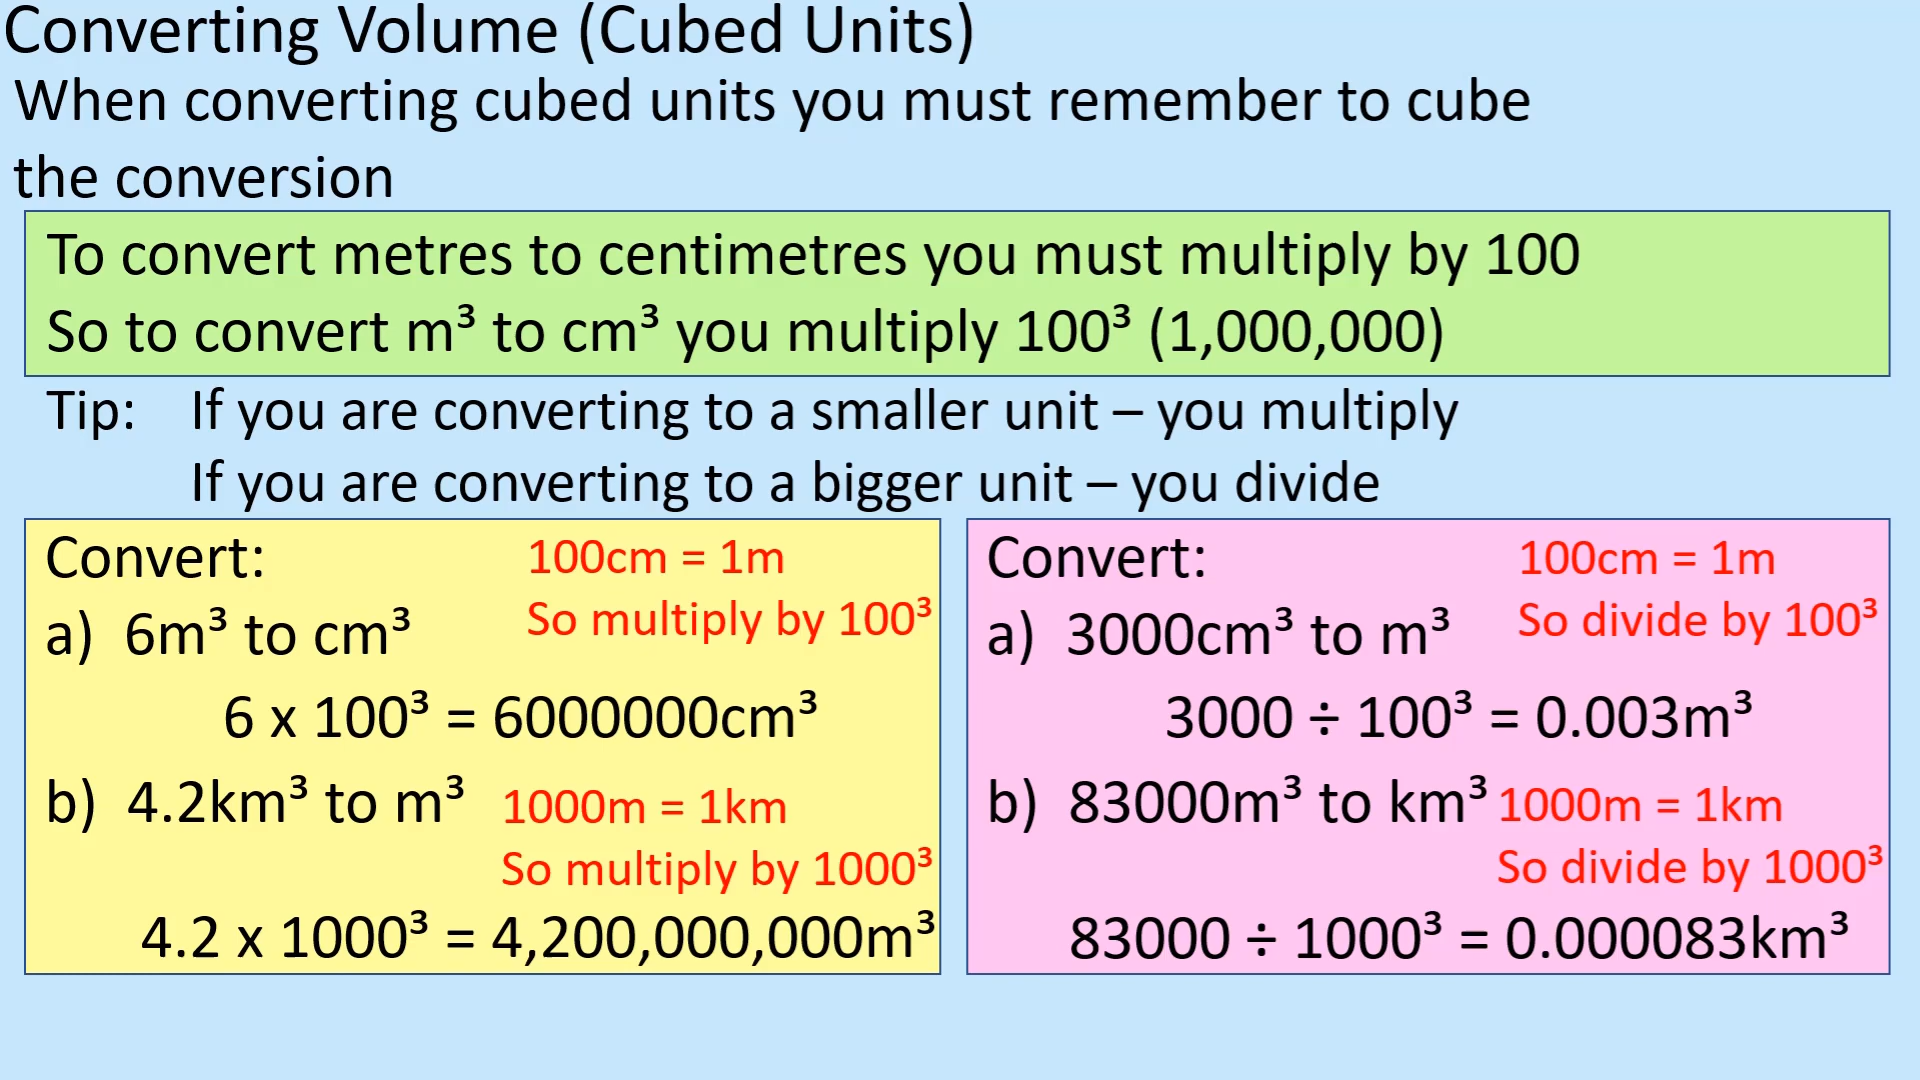 Converting Volume (Cubed Units)
When converting cubed units you must remember to cube
the conversion
To convert metres to centimetres you must multiply by 100
So to convert m³ to cm³ you multiply 100³ (1,000,000)
Tip: If you are converting to a smaller unit – you multiply
If you are converting to a bigger unit – you divide
Convert:
100cm = 1m
a) 6m³ to cm³
So multiply by 100³
6 x 100³ = 6000000cm³
b) 4.2km³ to m³
1000m = 1km
So multiply by 1000³
4.2 x 1000³ = 4,200,000,000m³
Convert:
100cm = 1m
a) 3000cm³ to m³
So divide by 100³
3000 ÷ 100³ = 0.003m³
b) 83000m³ to km³
1000m = 1km
So divide by 1000³
83000 ÷ 1000³ = 0.000083km³